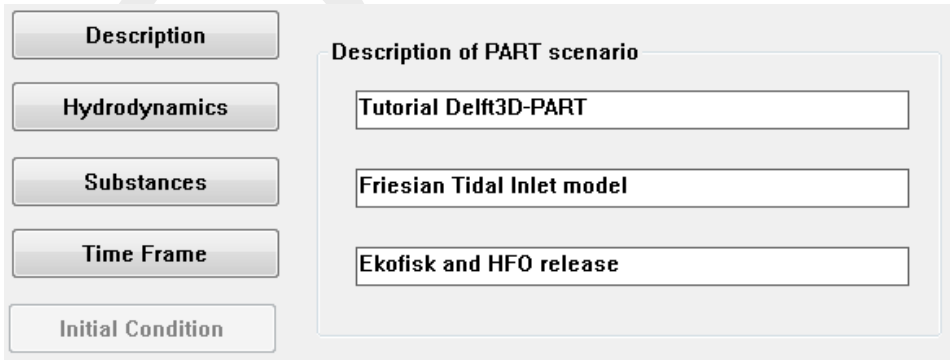 Description
Hydrodynamics
Substances
Time Frame
Initial Condition
Description of PART scenario
Tutorial Delft3D-PART
Friesian Tidal Inlet model
Ekofisk and HFO release